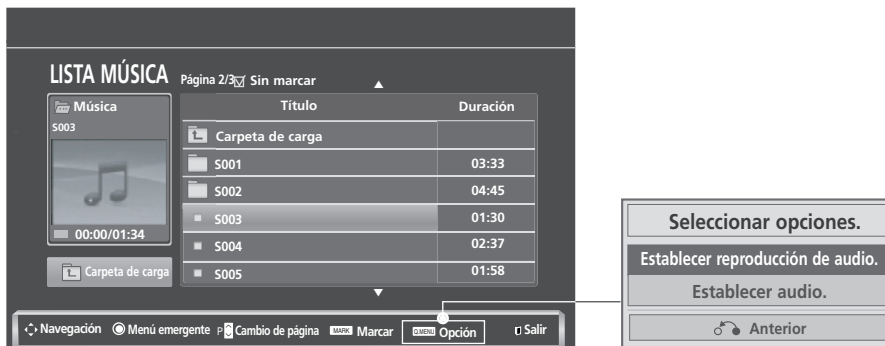 LISTA MÚSICA Página 2/3 Sin marcar
Música
S003
00:00/01:34
Carpeta de carga
Título Duración
Carpeta de carga
S001 03:33
S002 04:45
S003 01:30
S004 02:37
S005 01:58
Navegación Menú emergente P Cambio de página MARK Marcar Q.MENU Opción Salir
Seleccionar opciones.
Establecer reproducción de audio.
Establecer audio.
Anterior